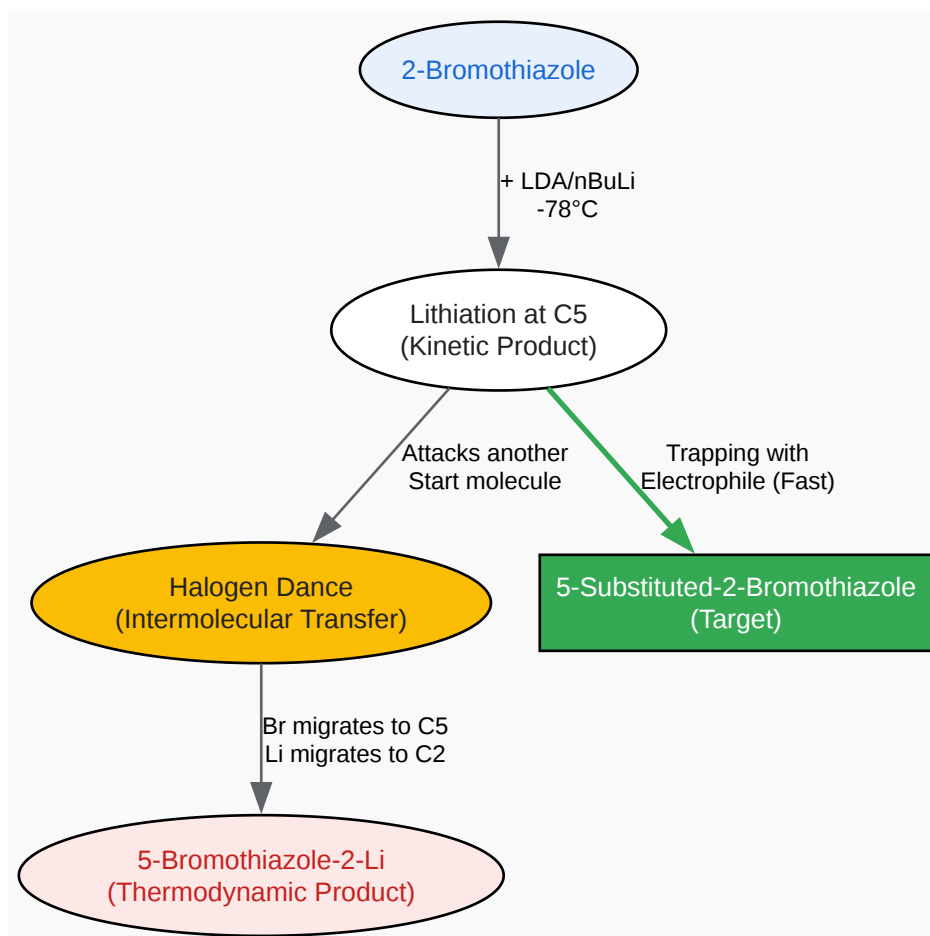 2-Bromothiazole
+ LDA/nBuLi
-78°C
Lithiation at C5
(Kinetic Product)
Attacks another
Start molecule
Trapping with
Electrophile (Fast)
Halogen Dance
(Intermolecular Transfer)
5-Substituted-2-Bromothiazole
(Target)
Br migrates to C5
Li migrates to C2
5-Bromothiazole-2-Li
(Thermodynamic Product)